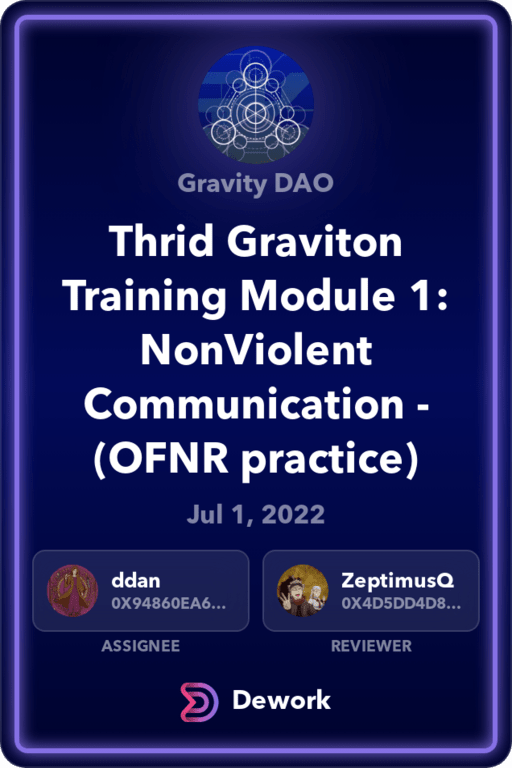 Gravity DAO
Thrid Graviton
Training Module 1:
NonViolent
Communication -
(OFNR practice)
Jul 1, 2022
ddan
0X94860EA6...
ZeptimusQ
0X4D5DD4D8...
ASSIGNEE
REVIEWER
Dework